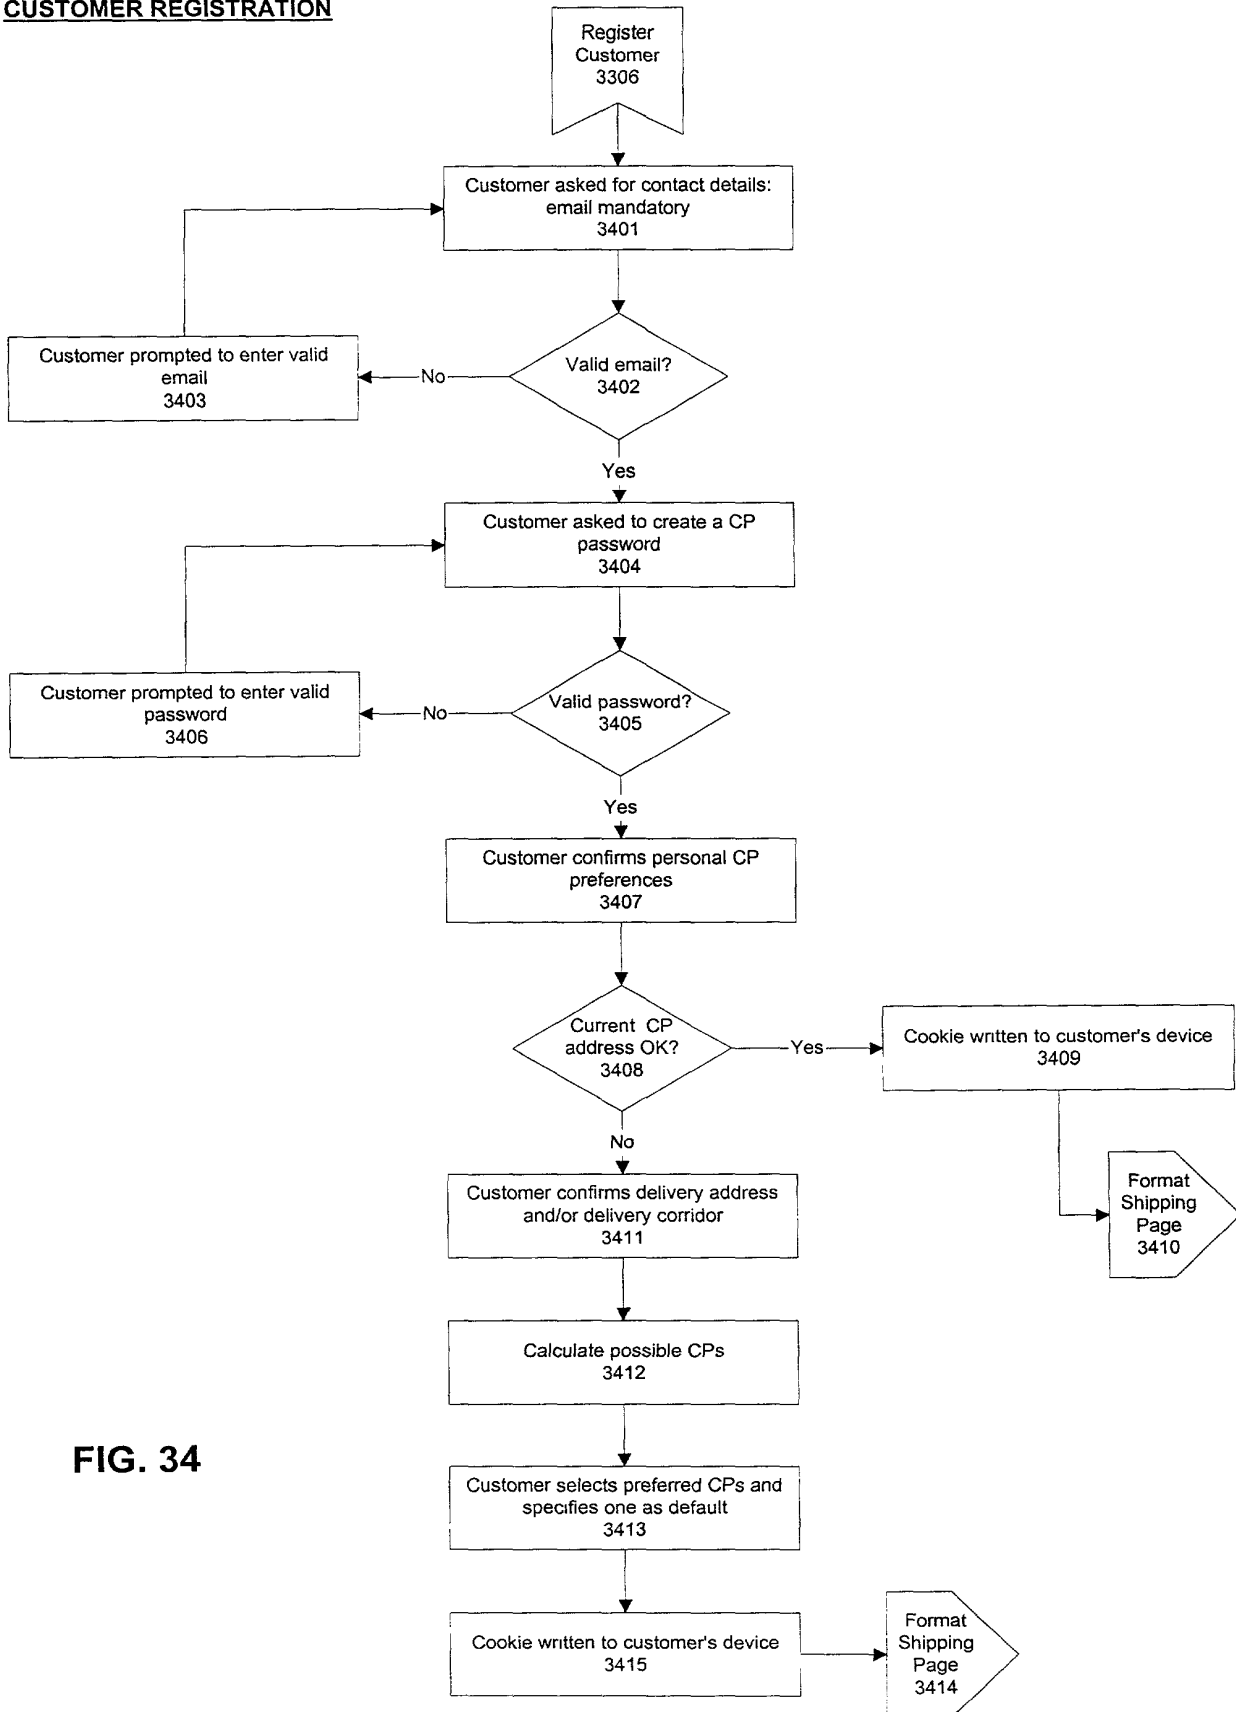 CUSTOMER REGISTRATION
Register
Customer
3306
Customer asked for contact details:
email mandatory
3401
Valid email?
3402
No
Customer prompted to enter valid
email
3403
Yes
Customer asked to create a CP
password
3404
Valid password?
3405
No
Customer prompted to enter valid
password
3406
Yes
Customer confirms personal CP
preferences
3407
Current CP
address OK?
3408
Yes
Cookie written to customer's device
3409
Format
Shipping
Page
3410
No
Customer confirms delivery address
and/or delivery corridor
3411
Calculate possible CPs
3412
FIG. 34
Customer selects preferred CPs and
specifies one as default
3413
Cookie written to customer's device
3415
Format
Shipping
Page
3414